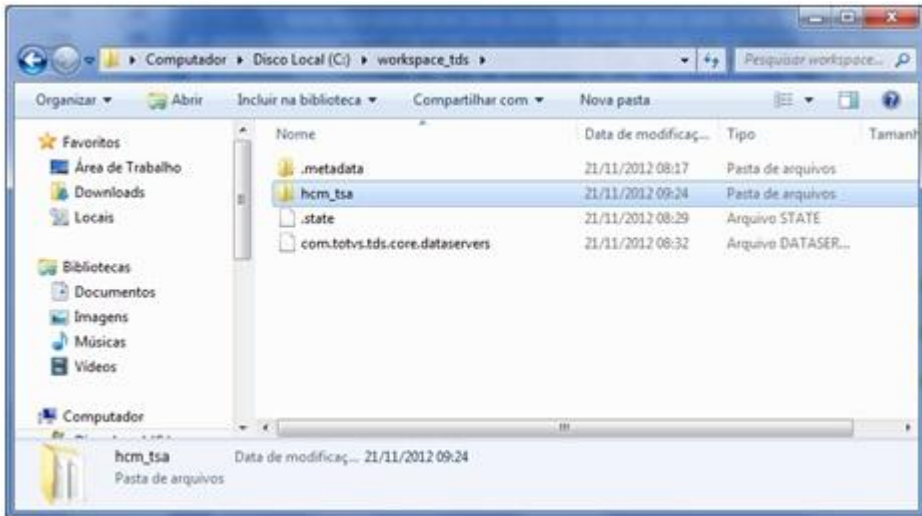 Computador Disco Local (C:) workspace_tds
Pesquisar workspace...
Organizar Abrir Incluir na biblioteca Compartilhar com Nova pasta
Favoritos
Área de Trabalho
Downloads
Locais
Bibliotecas
Documentos
Imagens
Músicas
Vídeos
Computador
Nome Data de modificaç... Tipo Tamanh
.metadata 21/11/2012 08:17 Pasta de arquivos
hcm_tsa 21/11/2012 09:24 Pasta de arquivos
.state 21/11/2012 08:29 Arquivo STATE
com.totvs.tds.core.dataservers 21/11/2012 08:32 Arquivo DATASER...
hcm_tsa Data de modificaç... 21/11/2012 09:24
Pasta de arquivos